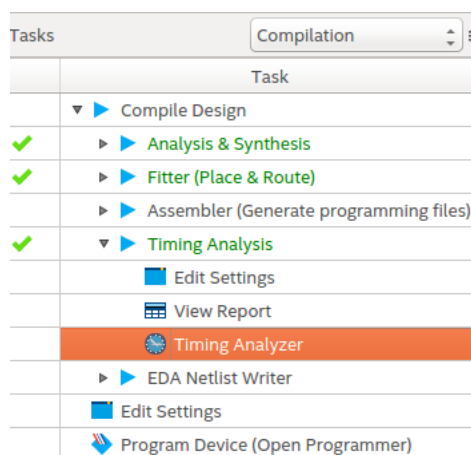 Tasks Compilation
Task
Compile Design
Analysis & Synthesis
Fitter (Place & Route)
Assembler (Generate programming files)
Timing Analysis
Edit Settings
View Report
Timing Analyzer
EDA Netlist Writer
Edit Settings
Program Device (Open Programmer)